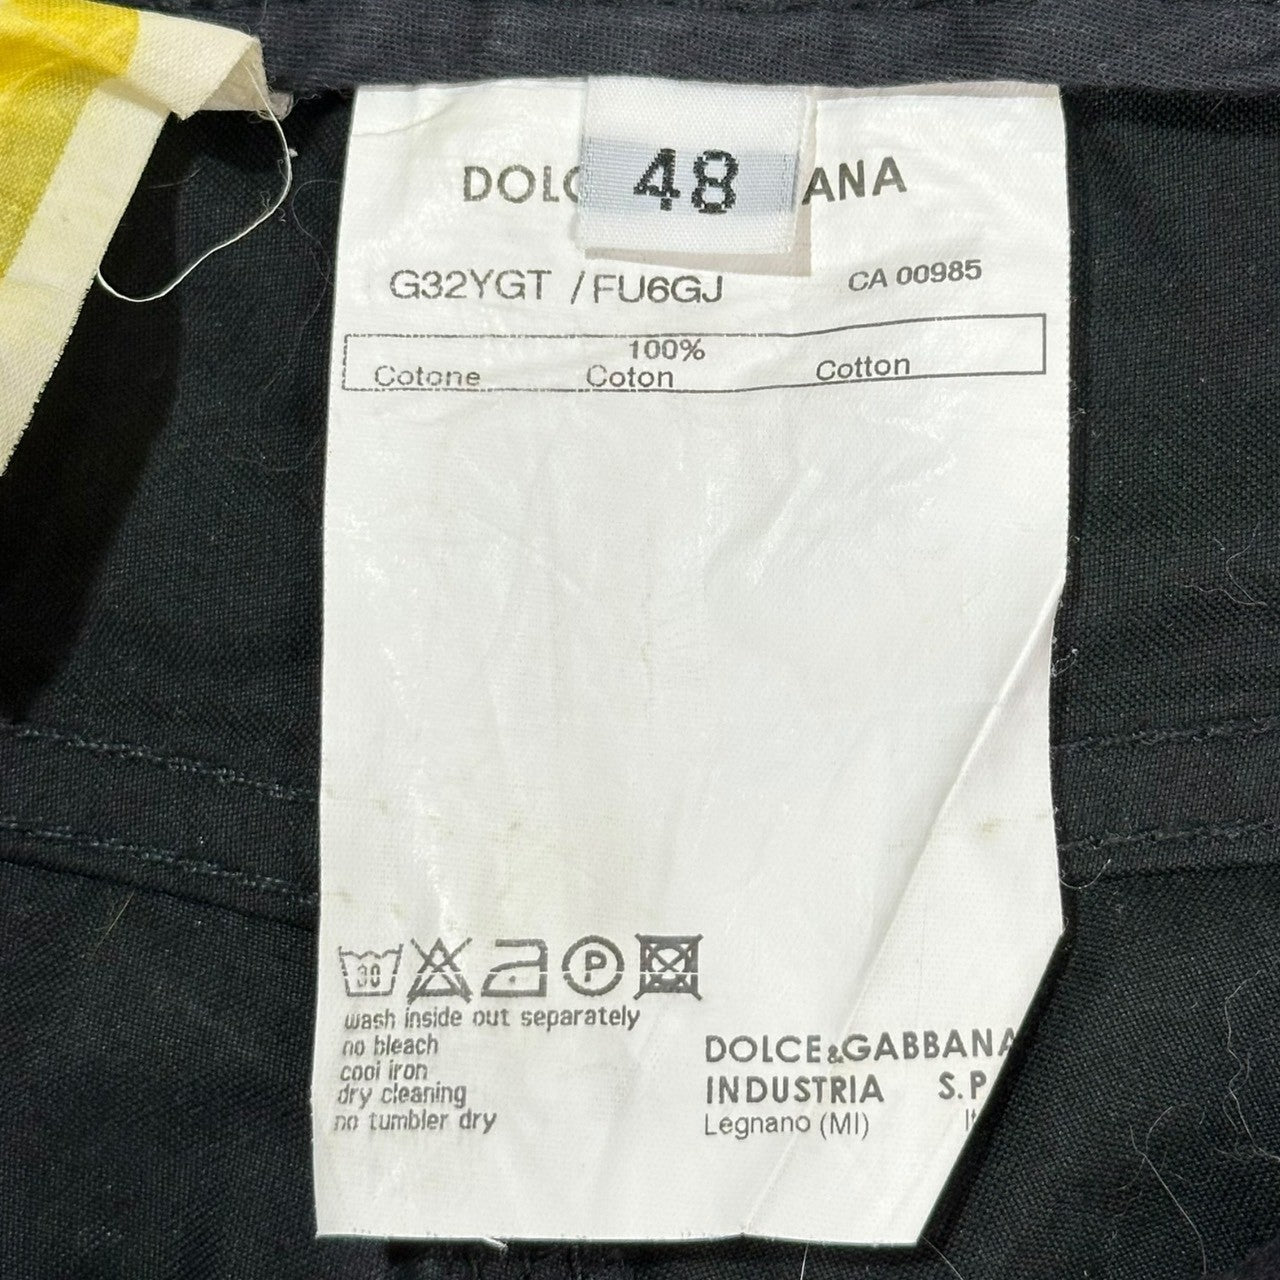 48
DOLC ANA
G32YGT / FU6GJ CA 00985
100%
Cotone Coton Cotton
30 P
wash inside out separately
no bleach
cool iron
dry cleaning
no tumbler dry
DOLCE&GABBANA
INDUSTRIA S.P
Legnano (MI) It